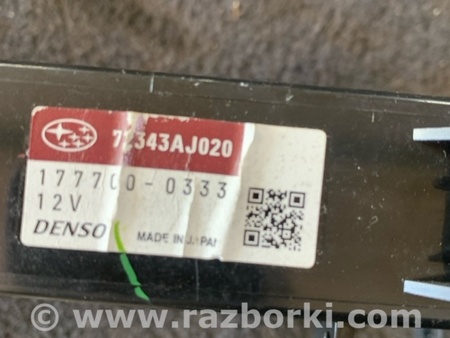 72343AJ020
177700-0333
12V
DENSO
MADE IN JAPAN
www.razborki.com